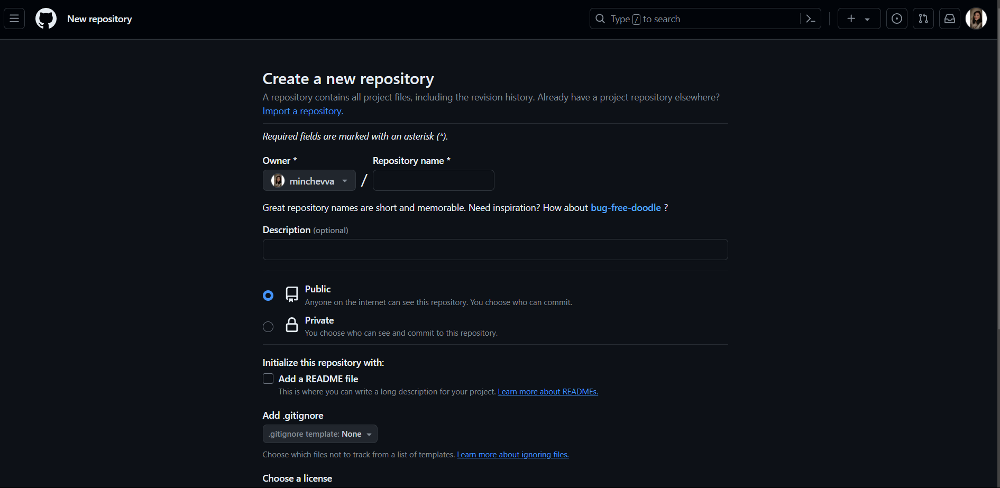 New repository
Type / to search
Create a new repository
A repository contains all project files, including the revision history. Already have a project repository elsewhere?
Import a repository.
Required fields are marked with an asterisk (*).
Owner * Repository name *
minchevva /
Great repository names are short and memorable. Need inspiration? How about bug-free-doodle ?
Description (optional)
Public
Anyone on the internet can see this repository. You choose who can commit.
Private
You choose who can see and commit to this repository.
Initialize this repository with:
Add a README file
This is where you can write a long description for your project. Learn more about READMEs.
Add .gitignore
.gitignore template: None
Choose which files not to track from a list of templates. Learn more about ignoring files.
Choose a license